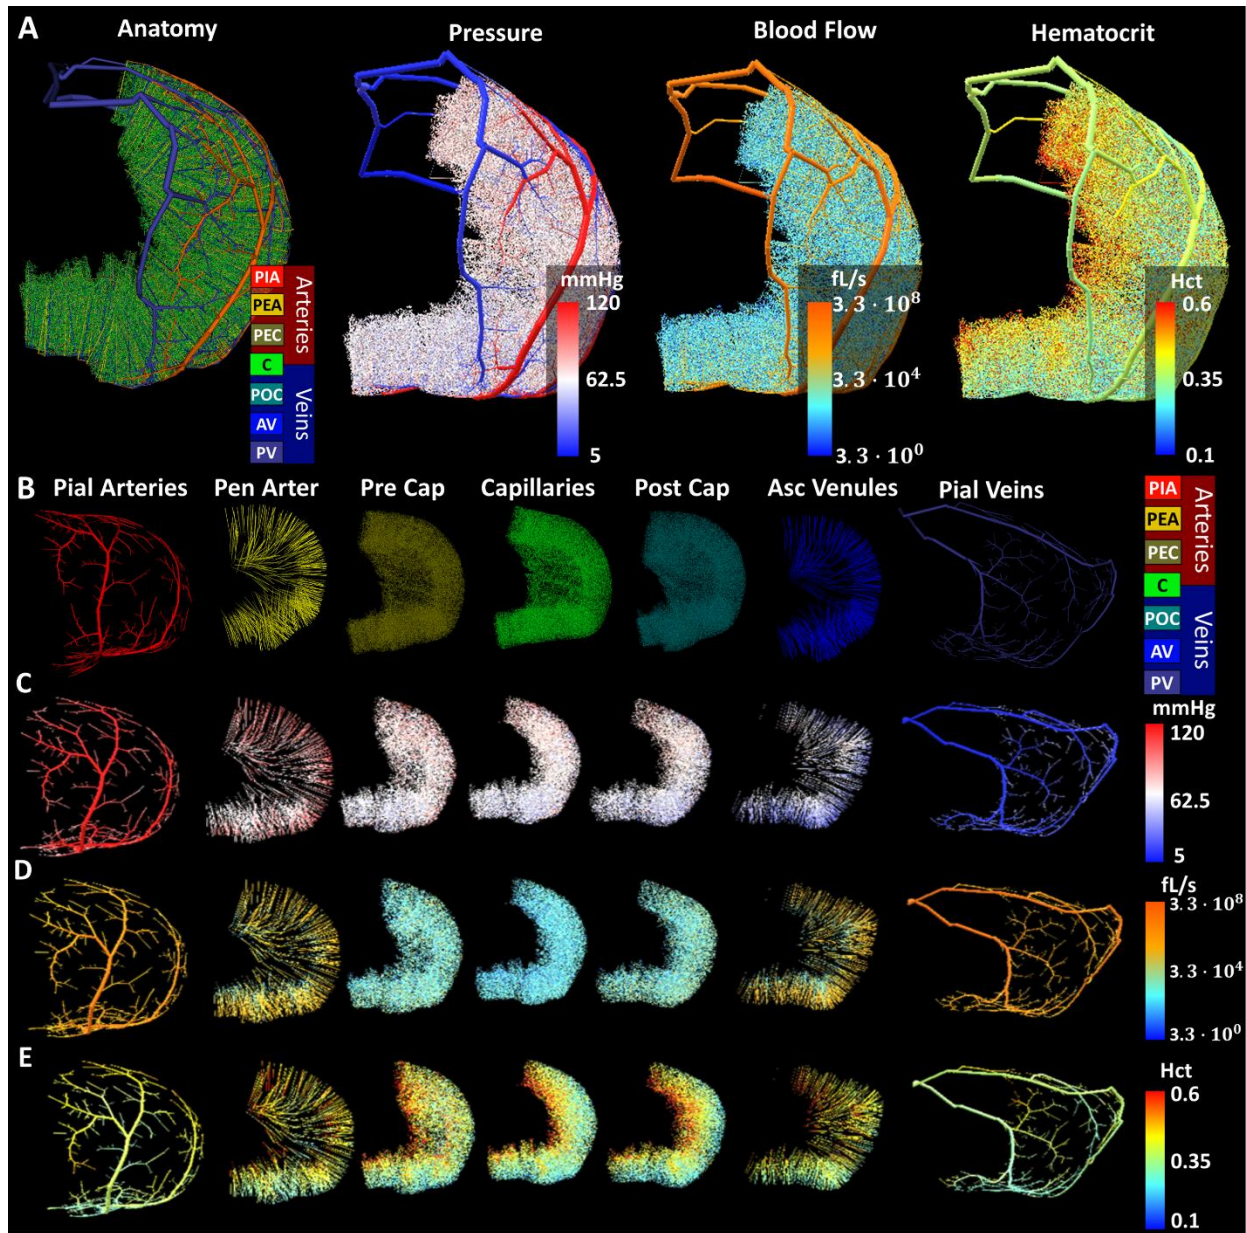 A
Anatomy
Pressure
Blood Flow
Hematocrit
PIA
PEA
PEC
C
POC
AV
PV
Arteries
Veins
mmHg
120
62.5
5
fL/s
3.3 · 10⁸
3.3 · 10⁴
3.3 · 10⁰
Hct
0.6
0.35
0.1
B
Pial Arteries
Pen Arter
Pre Cap
Capillaries
Post Cap
Asc Venules
Pial Veins
PIA
PEA
PEC
C
POC
AV
PV
Arteries
Veins
C
mmHg
120
62.5
5
D
fL/s
3.3 · 10⁸
3.3 · 10⁴
3.3 · 10⁰
E
Hct
0.6
0.35
0.1